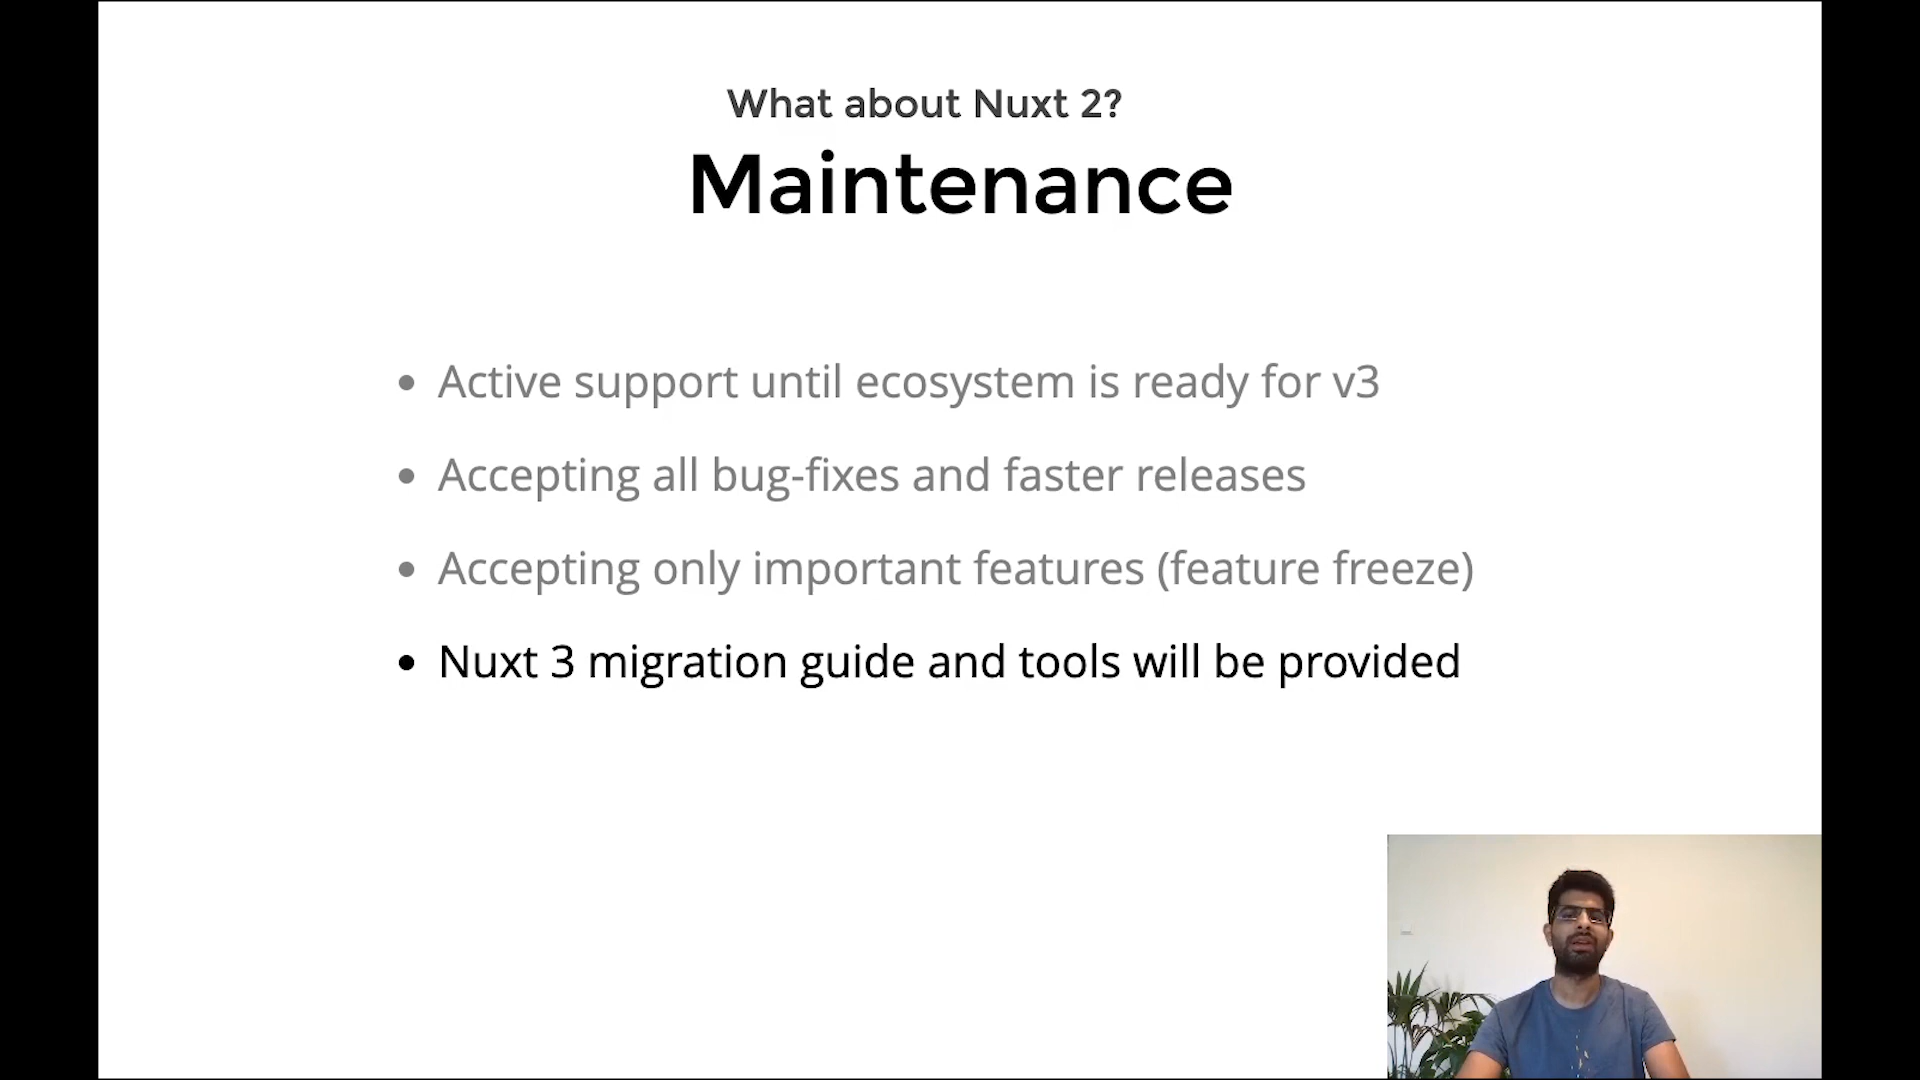 What about Nuxt 2?
Maintenance
• Active support until ecosystem is ready for v3
• Accepting all bug-fixes and faster releases
• Accepting only important features (feature freeze)
• Nuxt 3 migration guide and tools will be provided